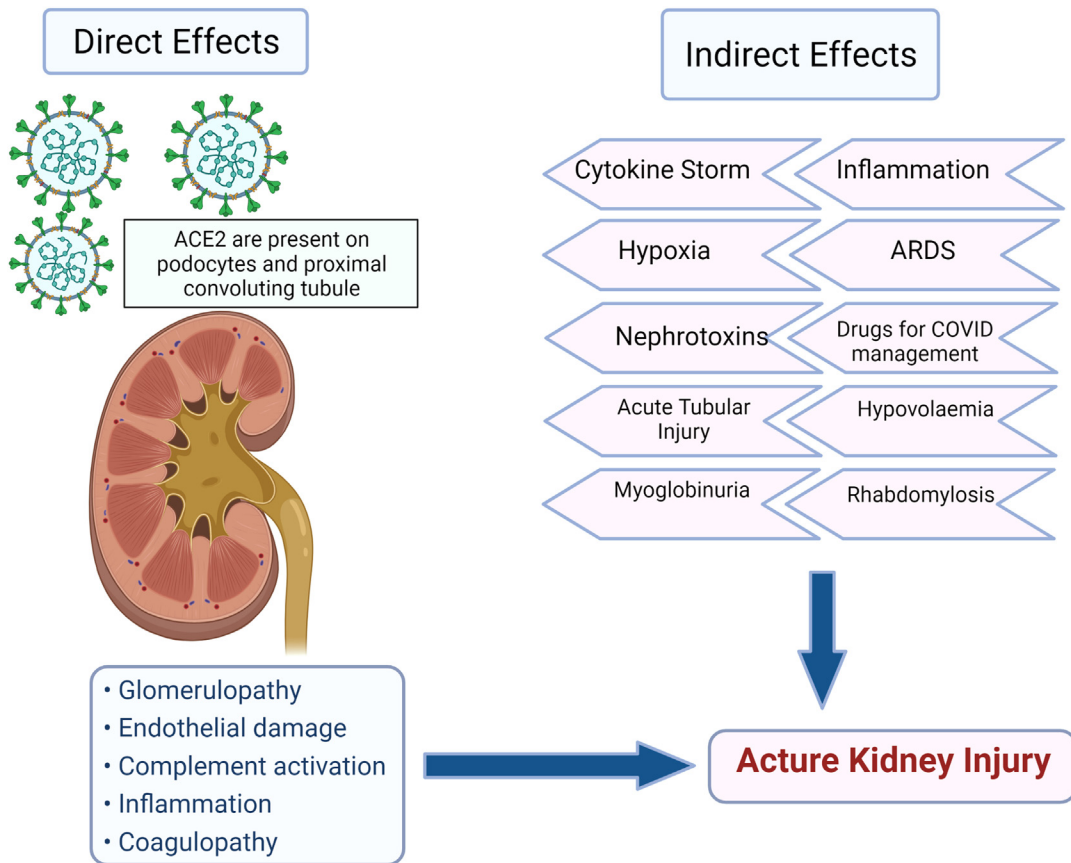 Direct Effects
ACE2 are present on
podocytes and proximal
convoluting tubule
• Glomerulopathy
• Endothelial damage
• Complement activation
• Inflammation
• Coagulopathy
Indirect Effects
Cytokine Storm
Inflammation
Hypoxia
ARDS
Nephrotoxins
Drugs for COVID
management
Acute Tubular
Injury
Hypovolaemia
Myoglobinuria
Rhabdomylosis
Acture Kidney Injury